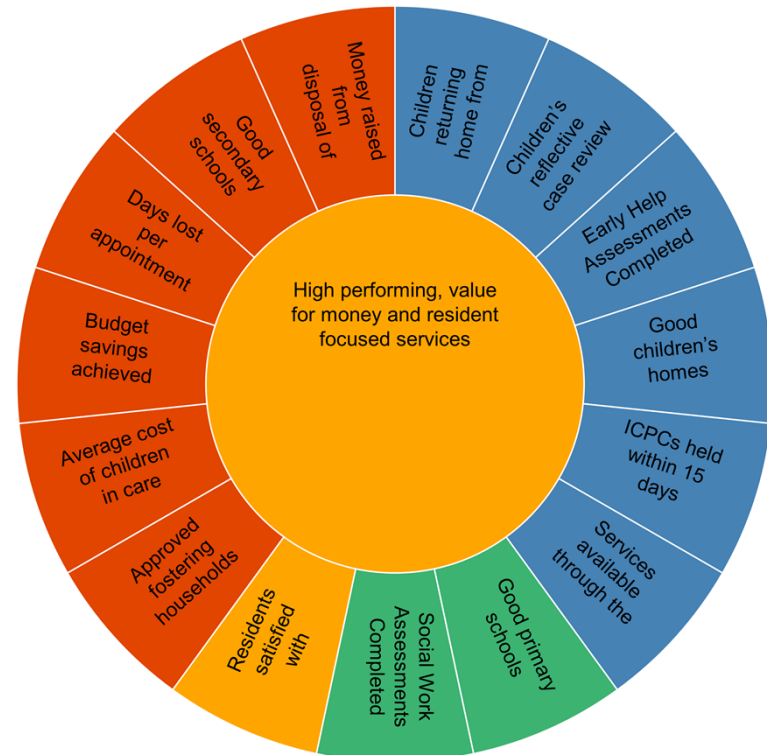 High performing, value
for money and resident
focused services
Children
returning
home from
Children's
reflective
case review
Early Help
Assessments
Completed
Good
children's
homes
ICPCs held
within 15
days
Services
available
through the
Good primary
schools
Social Work
Assessments
Completed
Residents
satisfied
with
Approved
fostering
households
Average cost
of children
in care
Budget
savings
achieved
Days lost
per
appointment
Good
secondary
schools
Money raised
from
disposal of